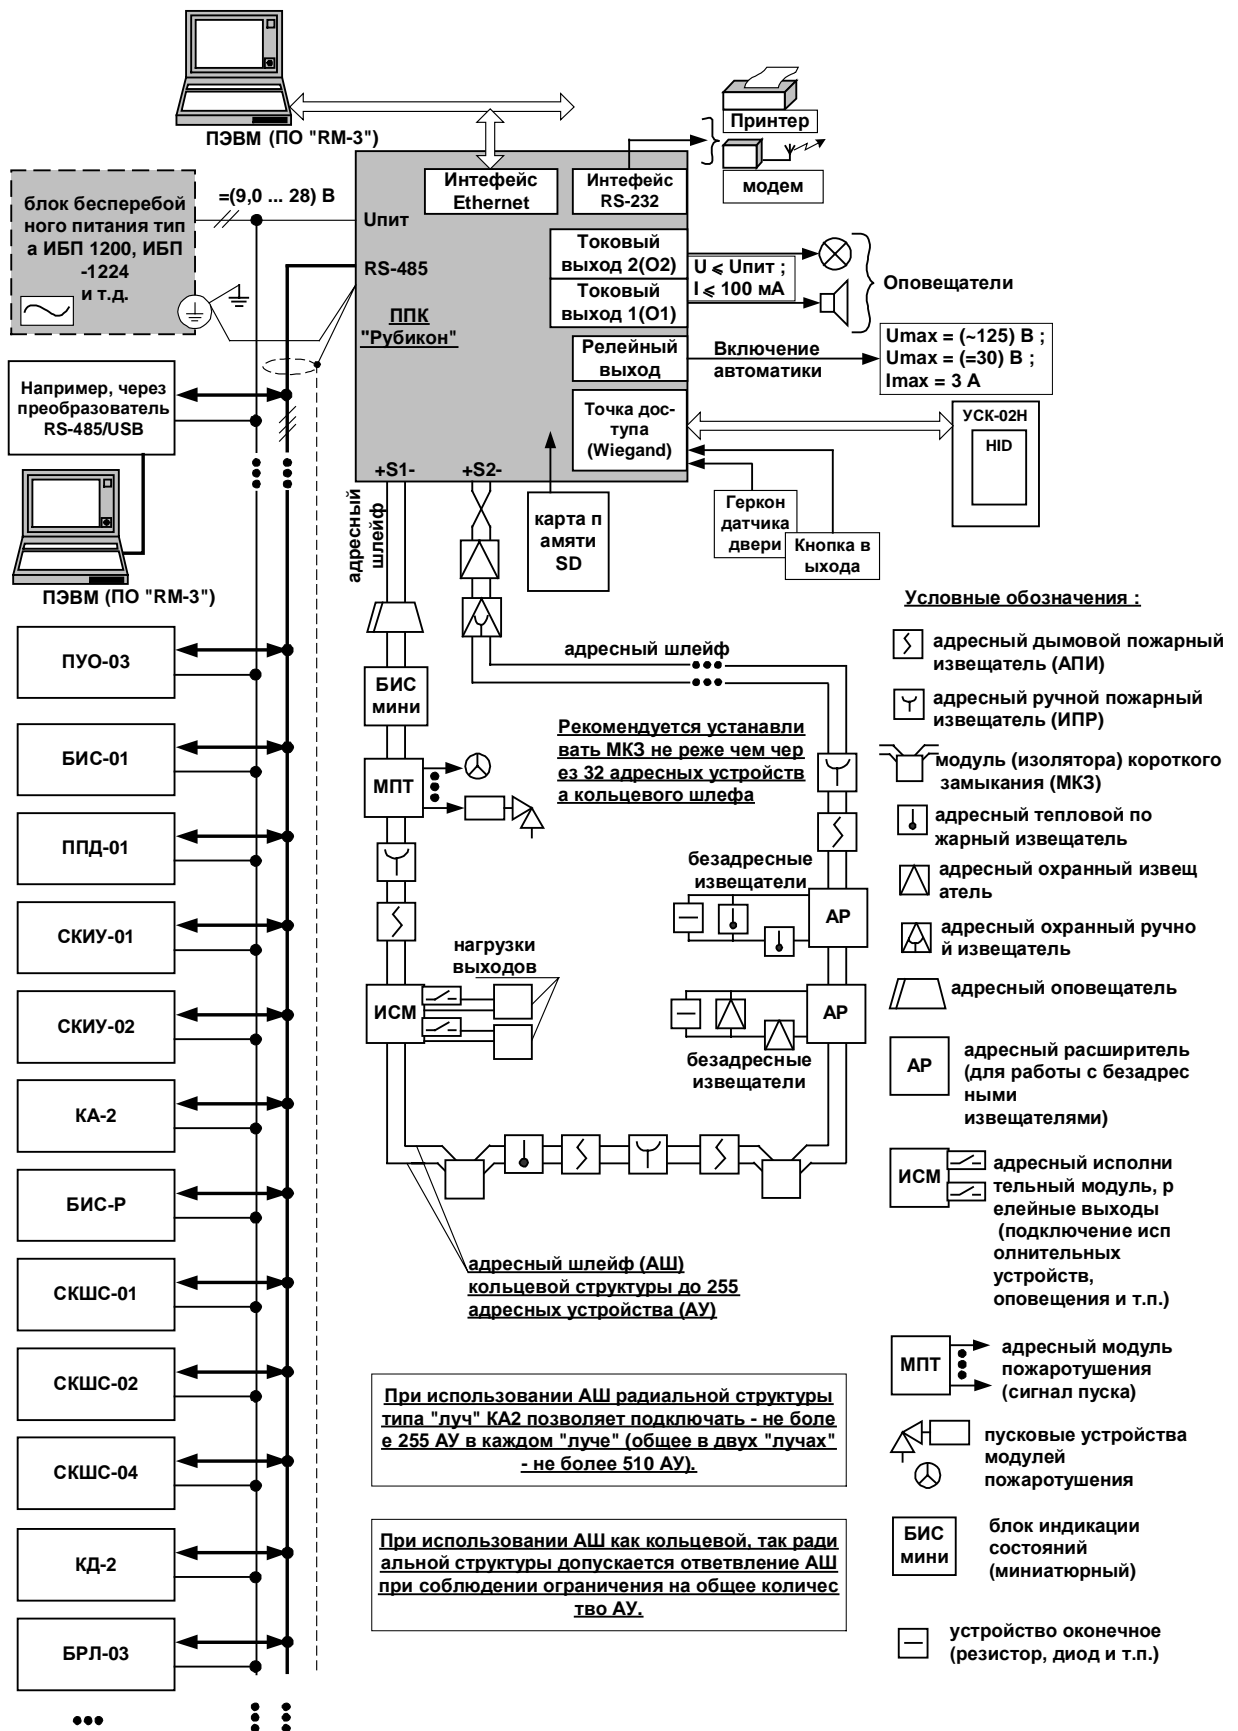 ПЭВМ (ПО "RM-3")
Принтер
модем
блок бесперебой
ного питания тип
а ИБП 1200, ИБП
-1224
и т.д.
=(9,0 ... 28) В
Uпит
RS-485
ППК
"Рубикон"
Интефейс
Ethernet
Интефейс
RS-232
Токовый
выход 2(О2)
Токовый
выход 1(О1)
U ⩽ Uпит ;
I ⩽ 100 мА
Оповещатели
Релейный
выход
Включение
автоматики
Umax = (~125) В ;
Umax = (=30) В ;
Imax = 3 А
Точка дос-
тупа
(Wiegand)
УСК-02Н
HID
+S1-
+S2-
адресный
шлейф
карта п
амяти
SD
Геркон
датчика
двери
Кнопка в
ыхода
Например, через
преобразователь
RS-485/USB
ПЭВМ (ПО "RM-3")
ПУО-03
БИС-01
ППД-01
СКИУ-01
СКИУ-02
КА-2
БИС-Р
СКШС-01
СКШС-02
СКШС-04
КД-2
БРЛ-03
адресный шлейф
БИС
мини
МПТ
Рекомендуется устанавли
вать МКЗ не реже чем чер
ез 32 адресных устройств
а кольцевого шлефа
безадресные
извещатели
АР
нагрузки
выходов
ИСМ
АР
безадресные
извещатели
адресный шлейф (АШ)
кольцевой структуры до 255
адресных устройства (АУ)
При использовании АШ радиальной структуры
типа "луч" КА2 позволяет подключать - не боле
е 255 АУ в каждом "луче" (общее в двух "лучах"
- не более 510 АУ).
При использовании АШ как кольцевой, так ради
альной структуры допускается ответвление АШ
при соблюдении ограничения на общее количес
тво АУ.
Условные обозначения :
адресный дымовой пожарный
извещатель (АПИ)
адресный ручной пожарный
извещатель (ИПР)
модуль (изолятора) короткого
замыкания (МКЗ)
адресный тепловой по
жарный извещатель
адресный охранный извещ
атель
адресный охранный ручно
й извещатель
адресный оповещатель
АР
адресный расширитель
(для работы с безадрес
ными
извещателями)
ИСМ
адресный исполни
тельный модуль, р
елейные выходы
(подключение исп
олнительных
устройств,
оповещения и т.п.)
МПТ
адресный модуль
пожаротушения
(сигнал пуска)
пусковые устройства
модулей
пожаротушения
БИС
мини
блок индикации
состояний
(миниатюрный)
устройство оконечное
(резистор, диод и т.п.)